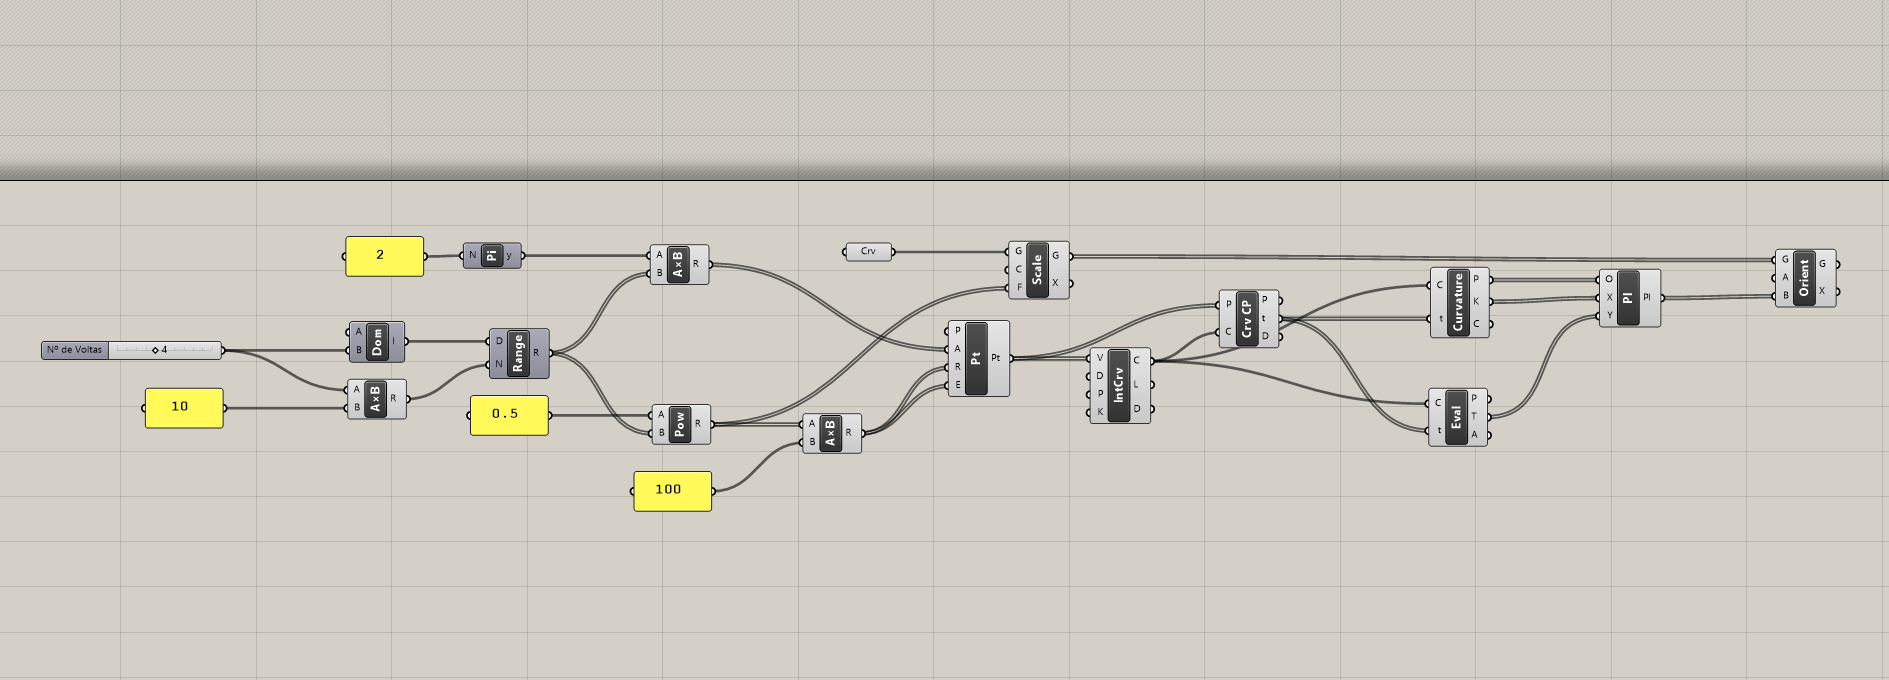 2
N Pi y
A B A×B R
Crv
G C F Scale G X
G A B Orient G X
P C Crv CP P t D
C t Curvature P K C
O X Y Pl Pl
Nº de Voltas 4
A B Dom I
D N Range R
P A R E Pt Pt
V D P K IntCrv C L D
10
A B A×B R
0.5
A B Pow R
A B A×B R
C t Eval P T A
100